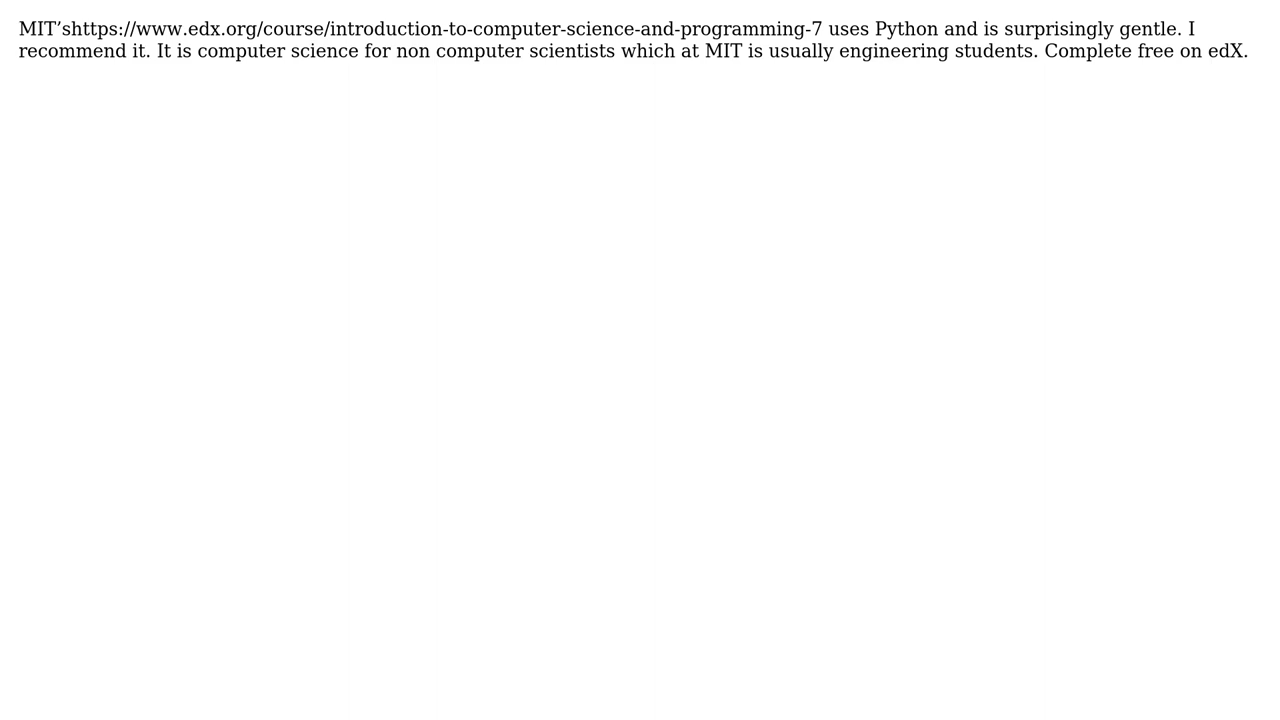 MIT’shttps://www.edx.org/course/introduction-to-computer-science-and-programming-7 uses Python and is surprisingly gentle. I
recommend it. It is computer science for non computer scientists which at MIT is usually engineering students. Complete free on edX.